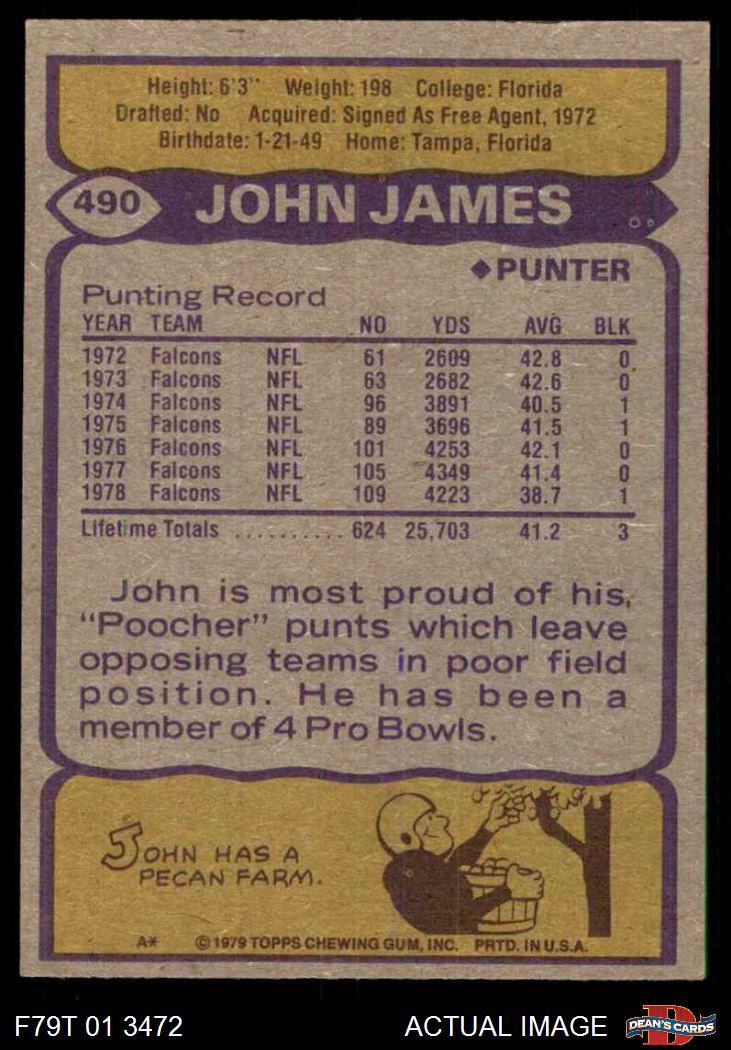 Height: 6'3" Weight: 198 College: Florida
Drafted: No Acquired: Signed As Free Agent, 1972
Birthdate: 1-21-49 Home: Tampa, Florida
490 JOHN JAMES
◆PUNTER
Punting Record
YEAR TEAM NO YDS AVG BLK
1972 Falcons NFL 61 2609 42.8 0
1973 Falcons NFL 63 2682 42.6 0
1974 Falcons NFL 96 3891 40.5 1
1975 Falcons NFL 89 3696 41.5 1
1976 Falcons NFL 101 4253 42.1 0
1977 Falcons NFL 105 4349 41.4 0
1978 Falcons NFL 109 4223 38.7 1
Lifetime Totals .......... 624 25,703 41.2 3
John is most proud of his,
"Poocher" punts which leave
opposing teams in poor field
position. He has been a
member of 4 Pro Bowls.
JOHN HAS A
PECAN FARM.
A* ©1979 TOPPS CHEWING GUM, INC. PRTD. IN U.S.A.
F79T 01 3472 ACTUAL IMAGE D DEAN'S CARDS